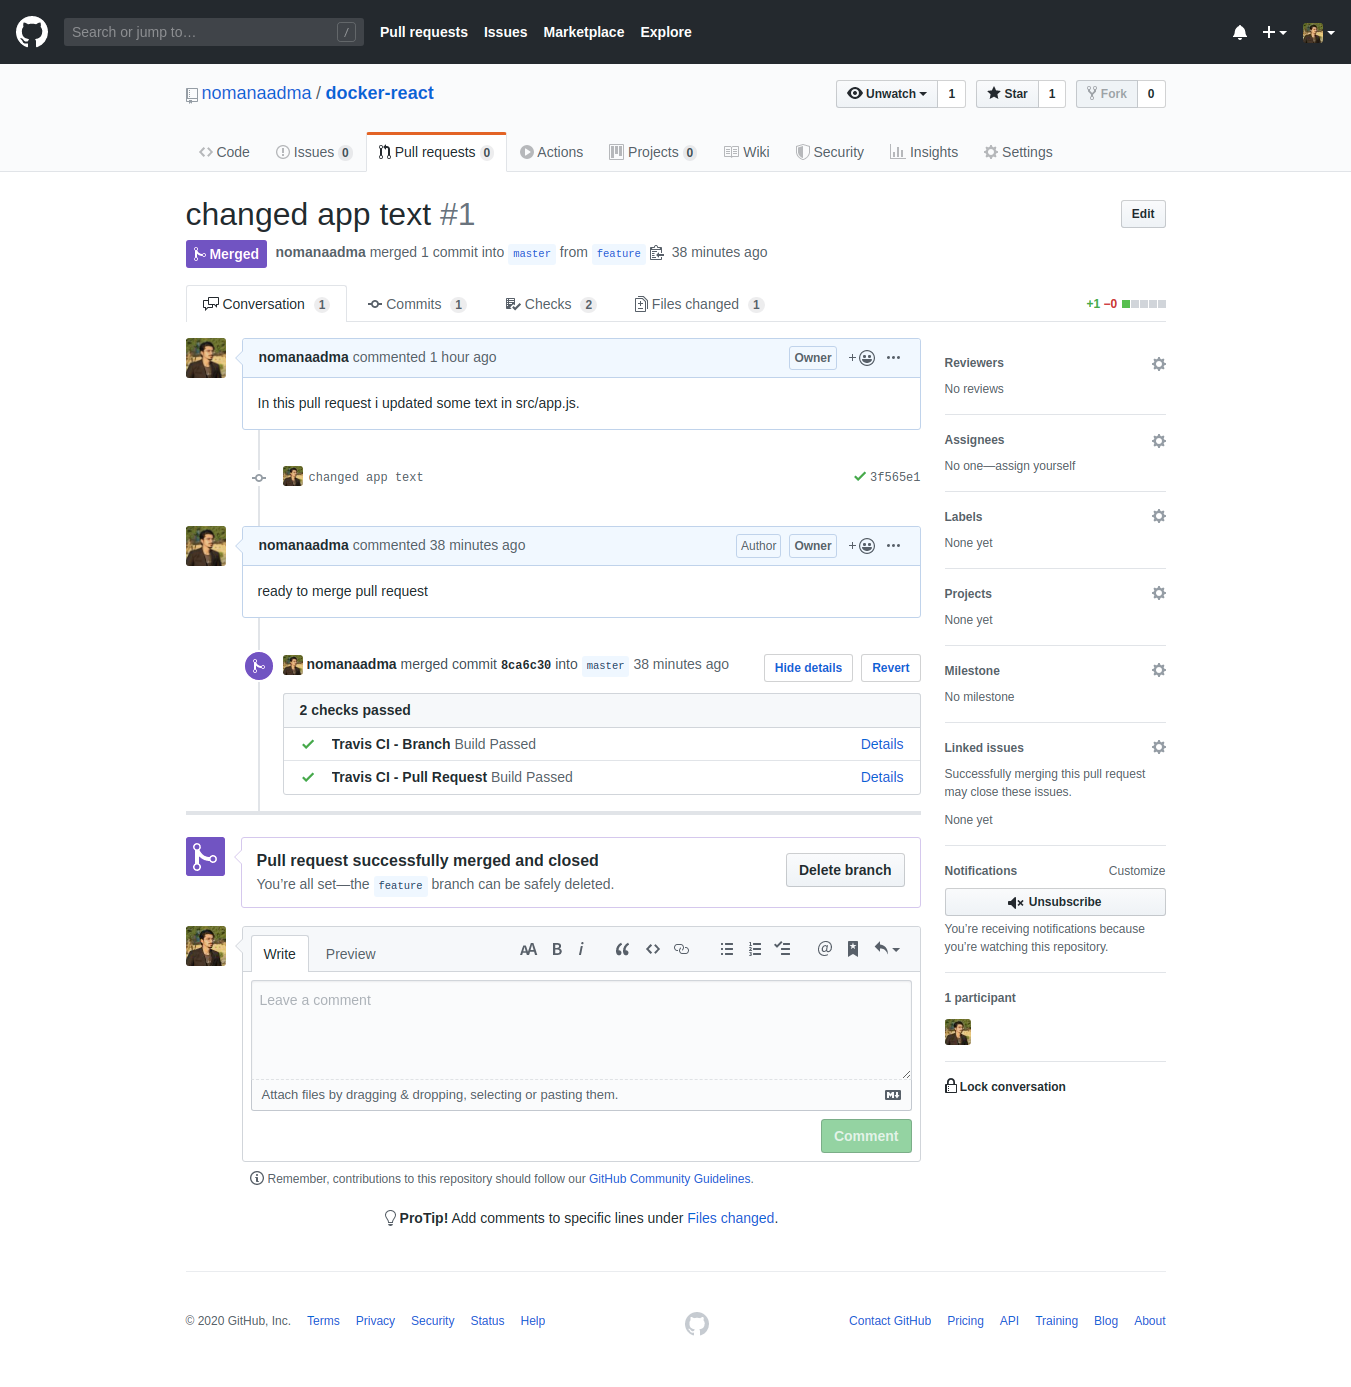 Search or jump to… / Pull requests Issues Marketplace Explore
nomanaadma / docker-react Unwatch 1 Star 1 Fork 0
Code Issues 0 Pull requests 0 Actions Projects 0 Wiki Security Insights Settings
changed app text #1 Edit
Merged nomanaadma merged 1 commit into master from feature 38 minutes ago
Conversation 1 Commits 1 Checks 2 Files changed 1 +1 −0
nomanaadma commented 1 hour ago Owner
In this pull request i updated some text in src/app.js.
changed app text 3f565e1
nomanaadma commented 38 minutes ago Author Owner
ready to merge pull request
nomanaadma merged commit 8ca6c30 into master 38 minutes ago Hide details Revert
2 checks passed
Travis CI - Branch Build Passed Details
Travis CI - Pull Request Build Passed Details
Pull request successfully merged and closed
You're all set—the feature branch can be safely deleted.
Delete branch
Write Preview AA B i @
Leave a comment
Attach files by dragging & dropping, selecting or pasting them.
Comment
Remember, contributions to this repository should follow our GitHub Community Guidelines.
ProTip! Add comments to specific lines under Files changed.
Reviewers
No reviews
Assignees
No one—assign yourself
Labels
None yet
Projects
None yet
Milestone
No milestone
Linked issues
Successfully merging this pull request
may close these issues.
None yet
Notifications Customize
Unsubscribe
You're receiving notifications because
you're watching this repository.
1 participant
Lock conversation
© 2020 GitHub, Inc. Terms Privacy Security Status Help Contact GitHub Pricing API Training Blog About